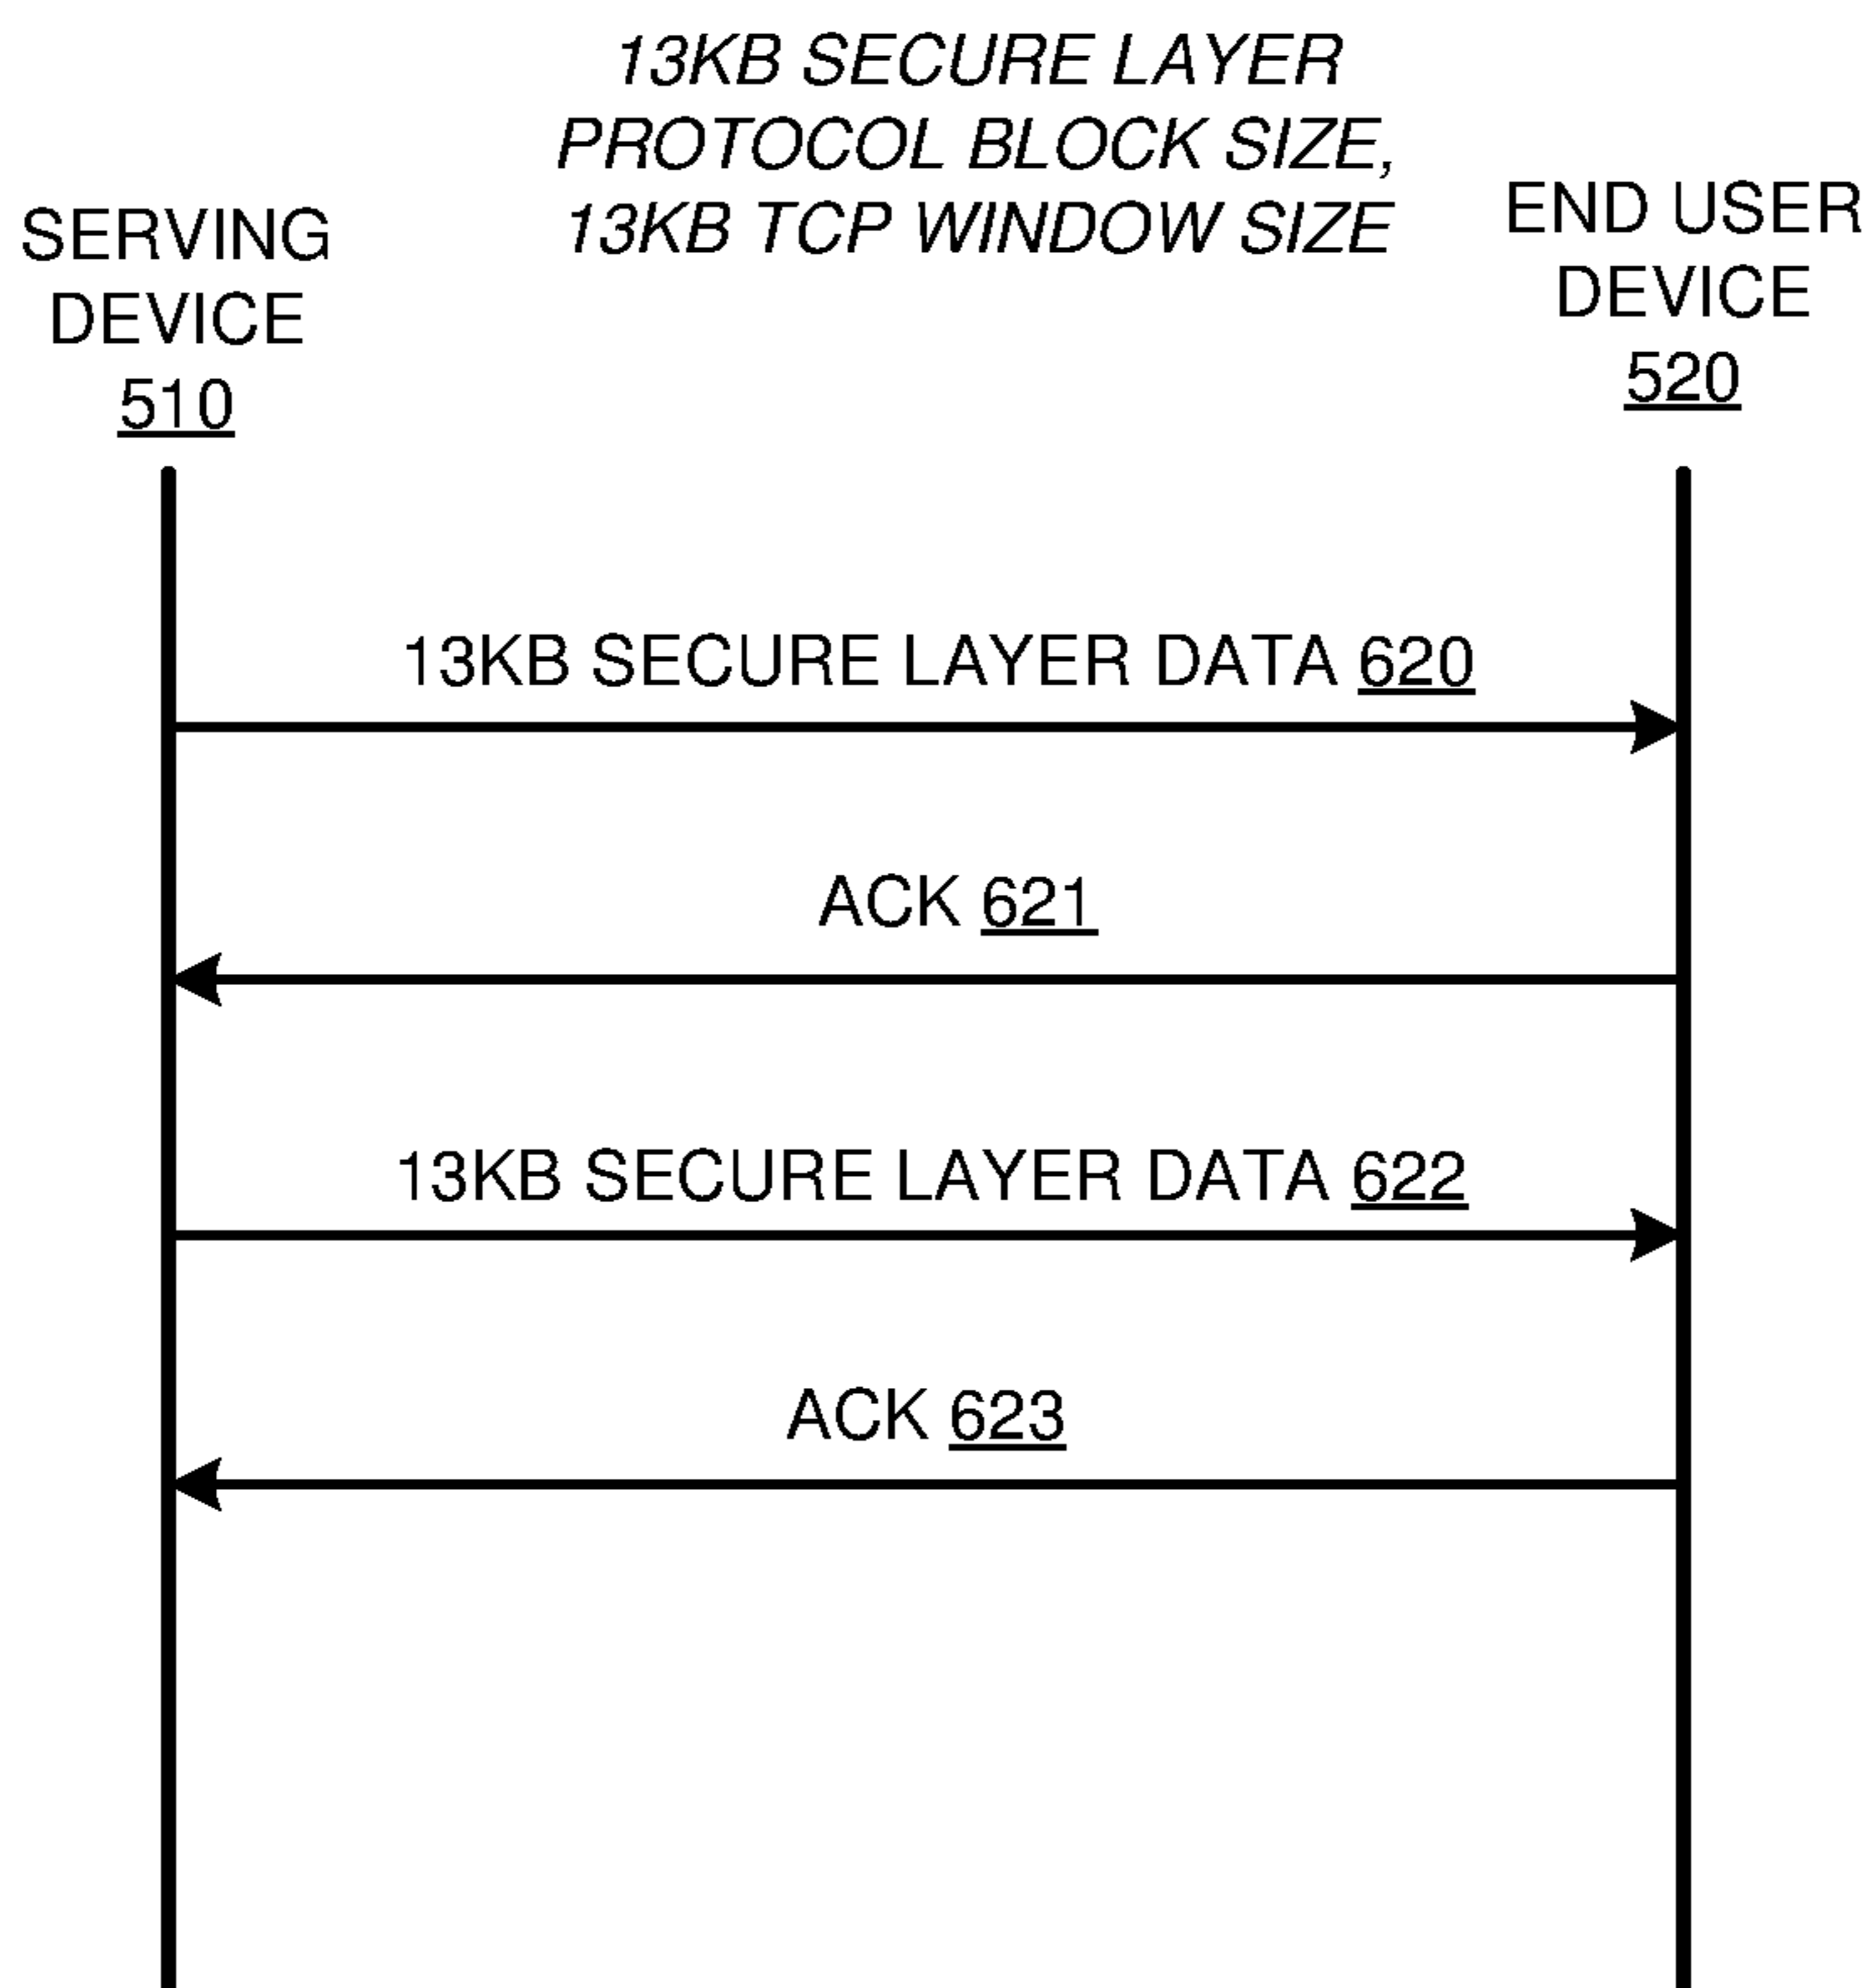 13KB SECURE LAYER
PROTOCOL BLOCK SIZE,
13KB TCP WINDOW SIZE
SERVING
DEVICE
510
END USER
DEVICE
520
13KB SECURE LAYER DATA 620
ACK 621
13KB SECURE LAYER DATA 622
ACK 623